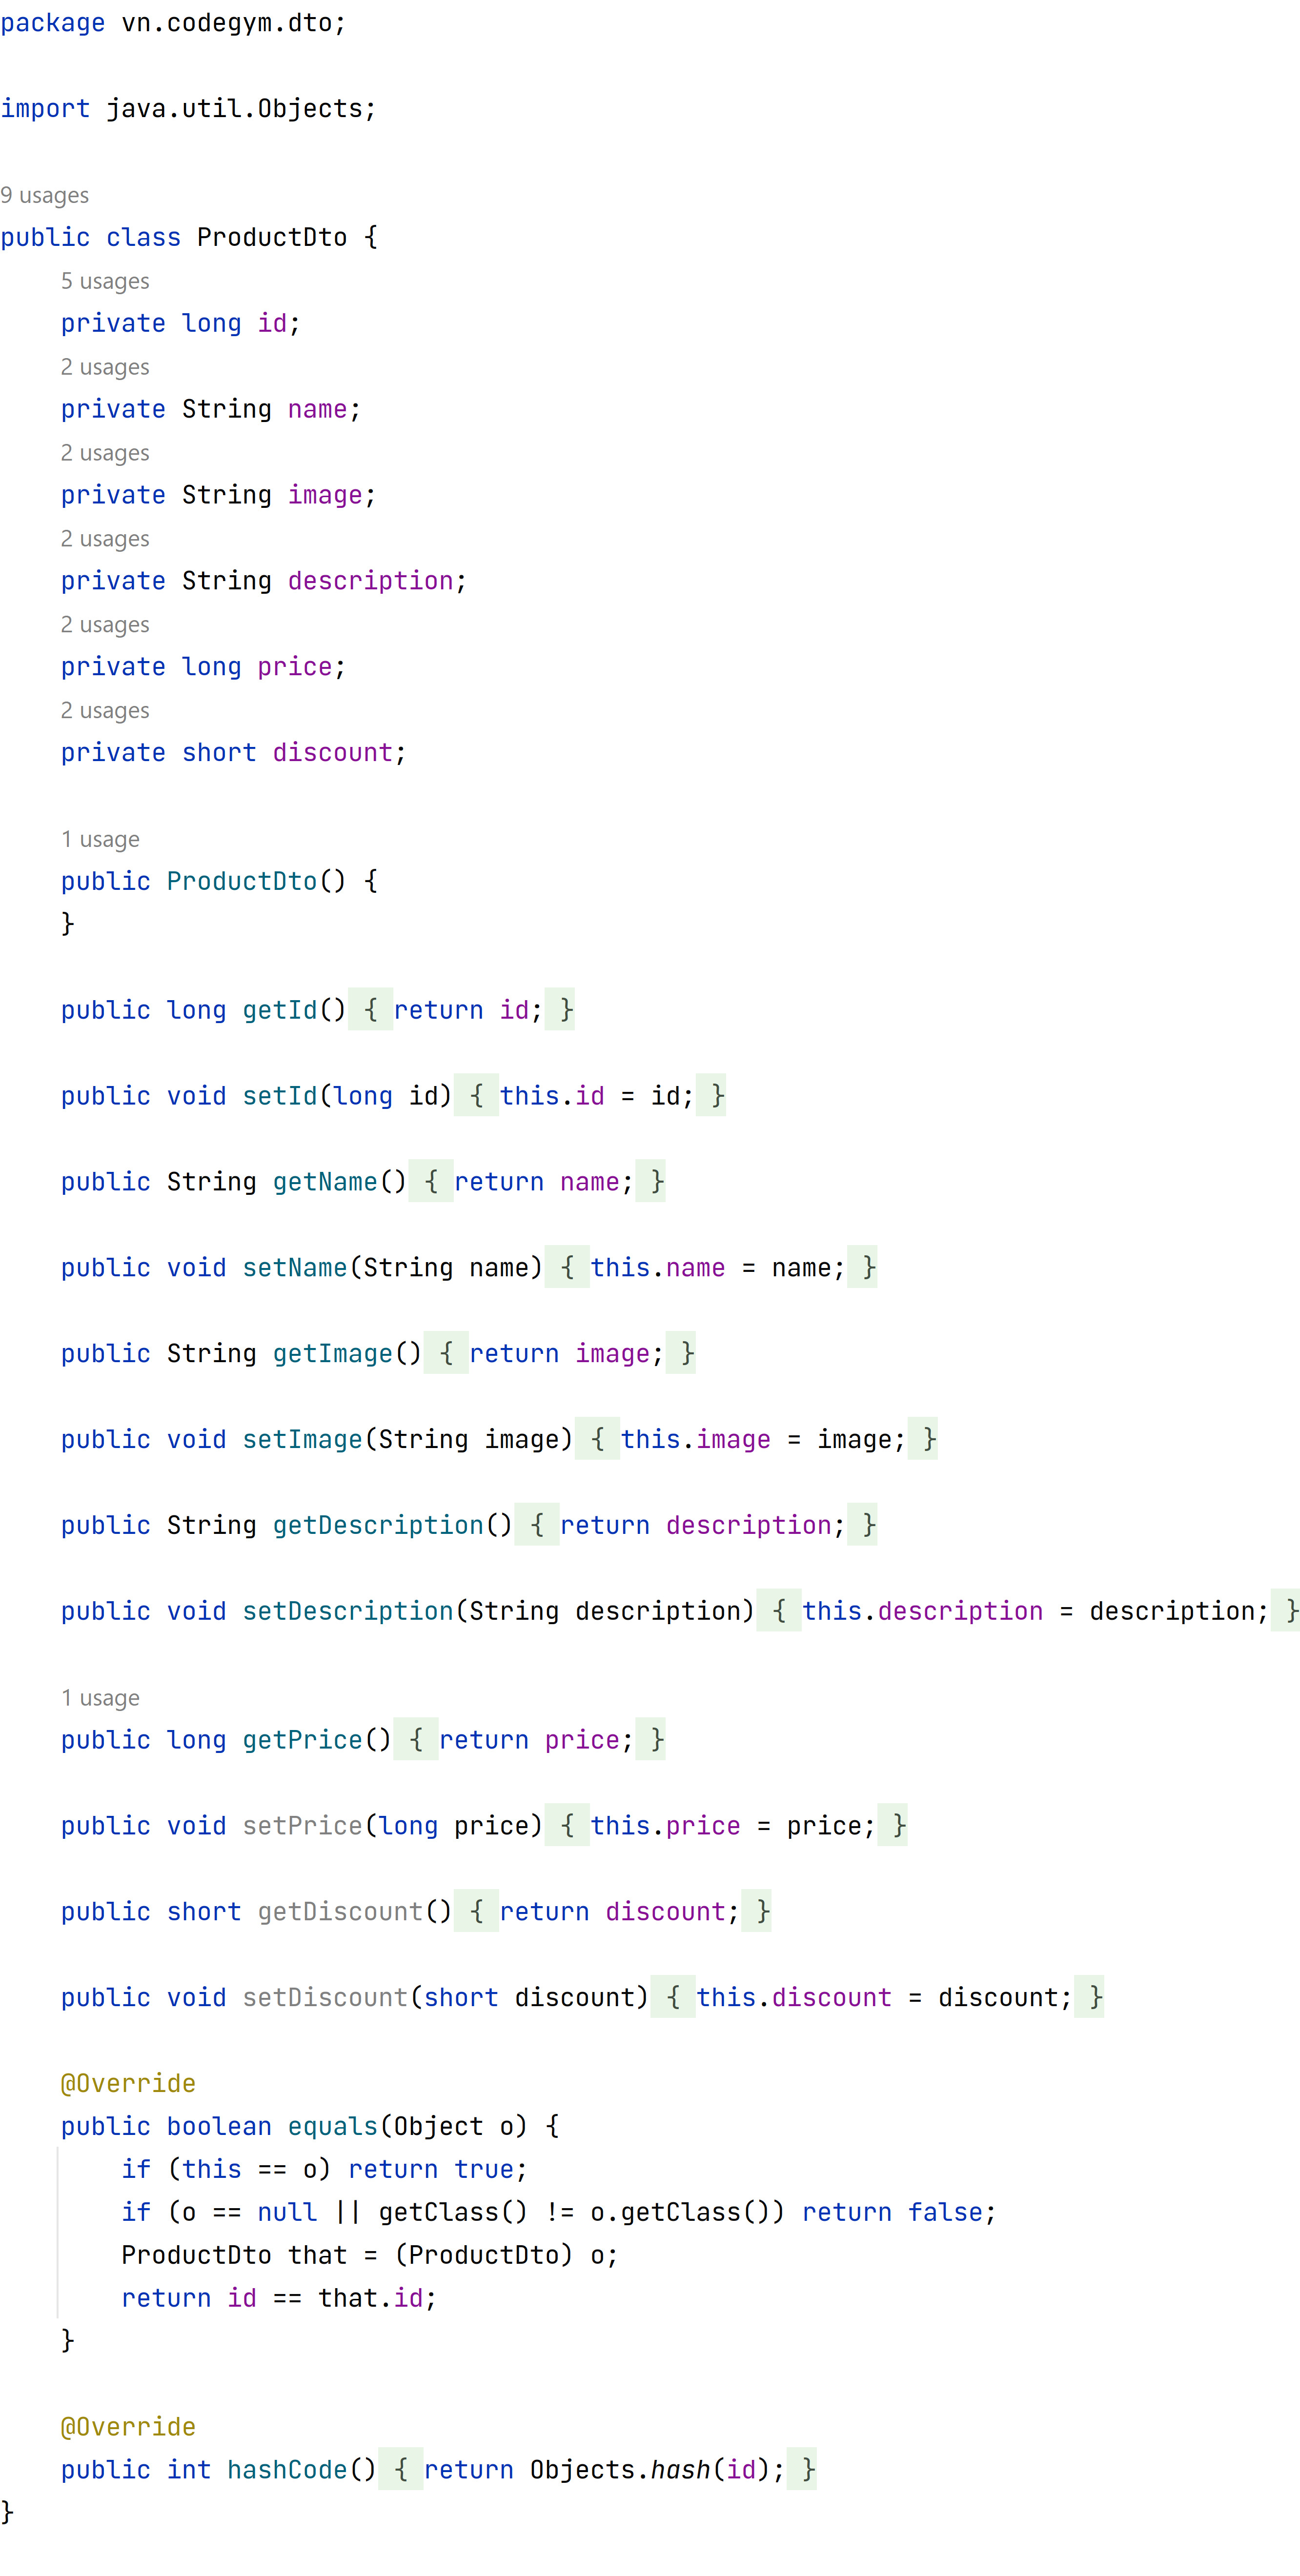 package vn.codegym.dto;
import java.util.Objects;
9 usages
public class ProductDto {
5 usages
private long id;
2 usages
private String name;
2 usages
private String image;
2 usages
private String description;
2 usages
private long price;
2 usages
private short discount;
1 usage
public ProductDto() {
}
public long getId() { return id; }
public void setId(long id) { this.id = id; }
public String getName() { return name; }
public void setName(String name) { this.name = name; }
public String getImage() { return image; }
public void setImage(String image) { this.image = image; }
public String getDescription() { return description; }
public void setDescription(String description) { this.description = description; }
1 usage
public long getPrice() { return price; }
public void setPrice(long price) { this.price = price; }
public short getDiscount() { return discount; }
public void setDiscount(short discount) { this.discount = discount; }
@Override
public boolean equals(Object o) {
if (this == o) return true;
if (o == null || getClass() != o.getClass()) return false;
ProductDto that = (ProductDto) o;
return id == that.id;
}
@Override
public int hashCode() { return Objects.hash(id); }
}